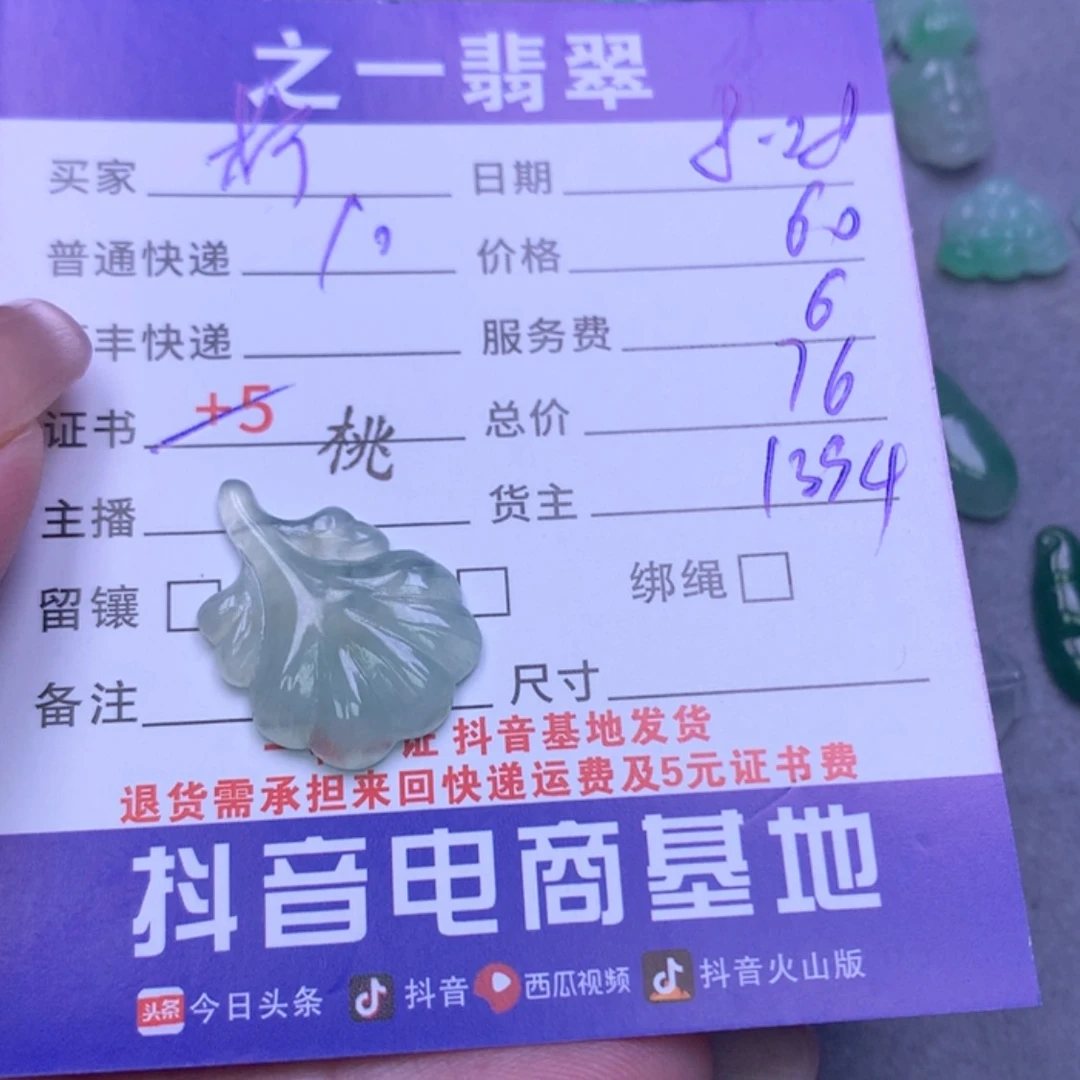 之一翡翠
买家 日期 8-28
普通快递 10 价格 60
丰快递 服务费 6
证书 +5 总价 76
主播 桃 货主 1394
留镶 绑绳
备注 尺寸
证 抖音基地发货
退货需承担来回快递运费及5元证书费
抖音电商基地
头条 今日头条 抖音 西瓜视频 抖音火山版